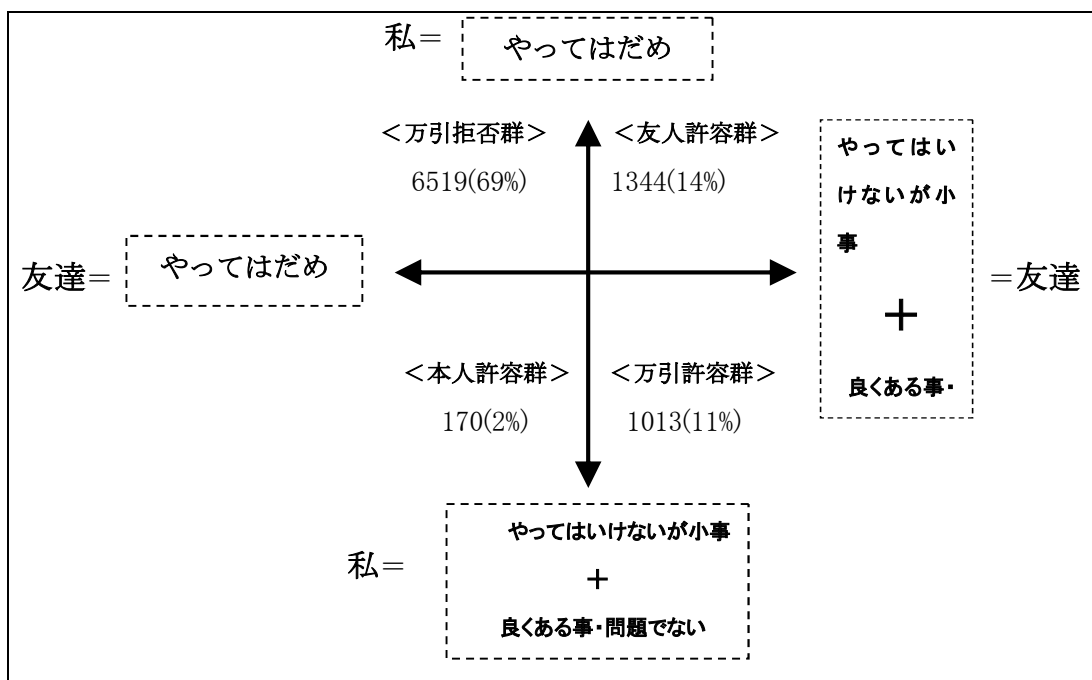 私＝
やってはだめ
＜万引拒否群＞
＜友人許容群＞
6519(69%)
1344(14%)
やってはい
けないが小
事
＋
良くある事・
友達＝
やってはだめ
＝友達
＜本人許容群＞
＜万引許容群＞
170(2%)
1013(11%)
私＝
やってはいけないが小事
＋
良くある事・問題でない